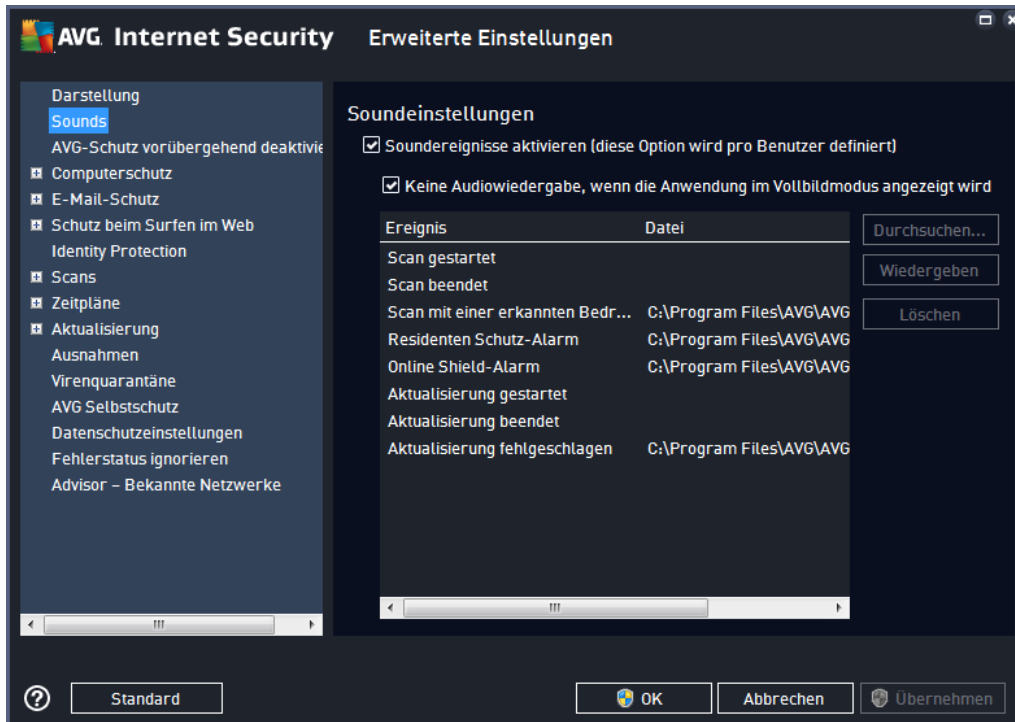 AVG. Internet Security Erweiterte Einstellungen
Darstellung
Sounds
AVG-Schutz vorübergehend deaktivie
Computerschutz
E-Mail-Schutz
Schutz beim Surfen im Web
Identity Protection
Scans
Zeitpläne
Aktualisierung
Ausnahmen
Virenquarantäne
AVG Selbstschutz
Datenschutzeinstellungen
Fehlerstatus ignorieren
Advisor – Bekannte Netzwerke
Soundeinstellungen
Soundereignisse aktivieren (diese Option wird pro Benutzer definiert)
Keine Audiowiedergabe, wenn die Anwendung im Vollbildmodus angezeigt wird
Ereignis Datei
Scan gestartet
Scan beendet
Scan mit einer erkannten Bedr... C:\Program Files\AVG\AVG
Residenten Schutz-Alarm C:\Program Files\AVG\AVG
Online Shield-Alarm C:\Program Files\AVG\AVG
Aktualisierung gestartet
Aktualisierung beendet
Aktualisierung fehlgeschlagen C:\Program Files\AVG\AVG
Durchsuchen...
Wiedergeben
Löschen
? Standard OK Abbrechen Übernehmen